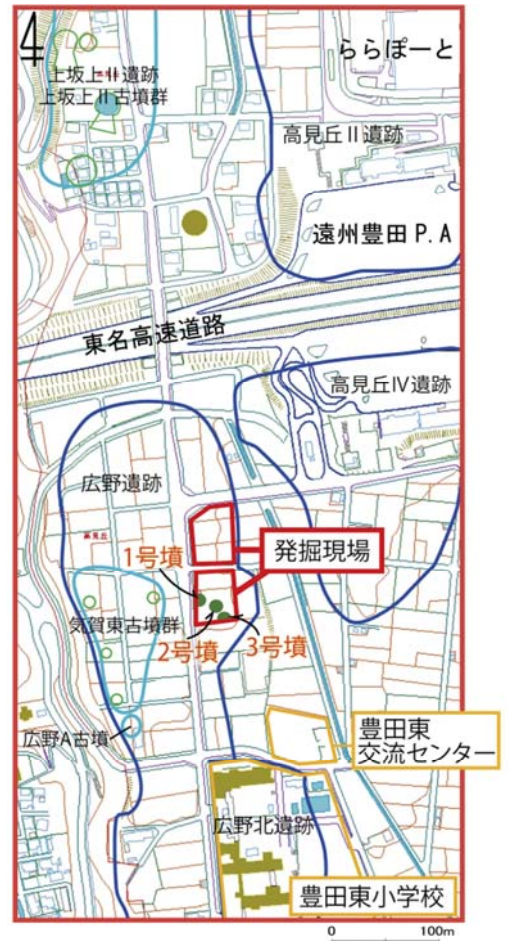 ららぽーと
上坂上Ⅱ遺跡
上坂上Ⅱ古墳群
高見丘Ⅱ遺跡
遠州豊田 P.A
東名高速道路
高見丘Ⅳ遺跡
広野遺跡
高見丘
発掘現場
1号墳
気賀東古墳群
2号墳
3号墳
広野A古墳
豊田東
交流センター
広野北遺跡
豊田東小学校
0 100m